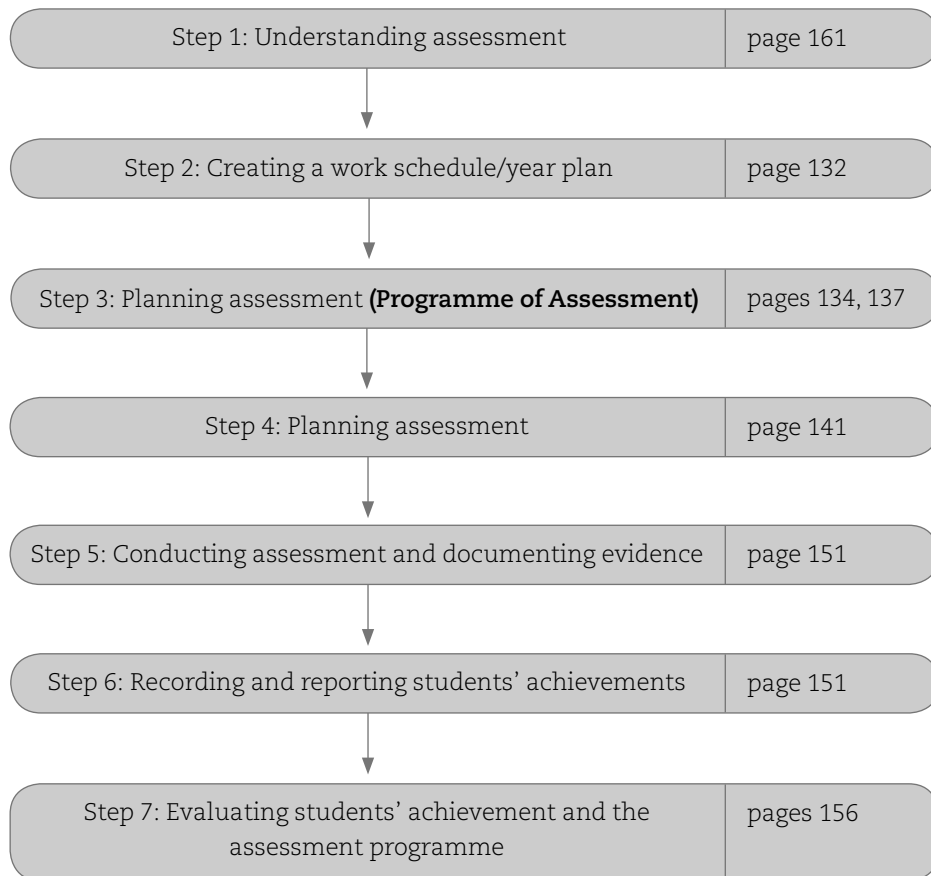 Step 1: Understanding assessment page 161
Step 2: Creating a work schedule/year plan page 132
Step 3: Planning assessment (Programme of Assessment) pages 134, 137
Step 4: Planning assessment page 141
Step 5: Conducting assessment and documenting evidence page 151
Step 6: Recording and reporting students’ achievements page 151
Step 7: Evaluating students’ achievement and the pages 156
assessment programme